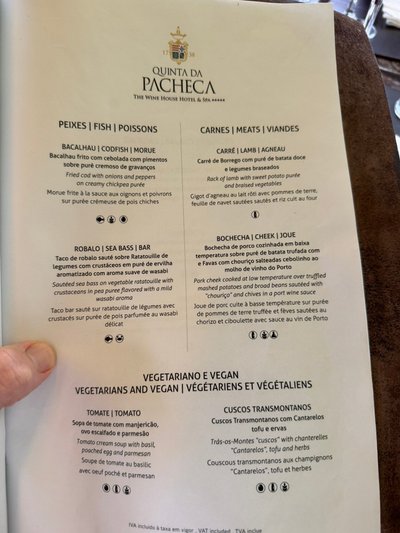 17 38
QUINTA DA
PACHECA
THE WINE HOUSE HOTEL & SPA *****
PEIXES | FISH | POISSONS
BACALHAU | CODFISH | MORUE
Bacalhau frito com cebolada com pimentos
sobre puré cremoso de gravanços
Fried cod with onions and peppers
on creamy chickpea purée
Morue frite à la sauce aux oignons et poivrons
sur purée crémeuse de pois chiches
ROBALO | SEA BASS | BAR
Taco de robalo sauté sobre Ratatouille de
legumes com crustáceos em puré de ervilha
aromatizado com aroma suave de wasabi
Sautéed sea bass on vegetable ratatouille with
crustaceans in pea puree flavored with a mild
wasabi aroma
Taco bar sauté sur ratatouille de légumes avec
crustacés sur purée de pois parfumée au wasabi
délicat
CARNES | MEATS | VIANDES
CARRÉ | LAMB | AGNEAU
Carré de Borrego com puré de batata doce
e legumes braseados
Rack of lamb with sweet potato purée
and braised vegetables
Gigot d'agneau au lait rôti avec pommes de terre,
feuille de navet sautées sautés et riz cuit au four
BOCHECHA | CHEEK | JOUE
Bochecha de porco cozinhada em baixa
temperatura sobre puré de batata trufada com
e Favas com chouriço salteadas cebolinho ao
molho de vinho do Porto
Pork cheek cooked at low temperature over truffled
mashed potatoes and broad beans sautéed with
"chouriço" and chives in a port wine sauce
Joue de porc cuite à basse température sur purée
de pommes de terre truffée et fèves sautées au
chorizo et ciboulette avec sauce au vin de Porto
VEGETARIANO E VEGAN
VEGETARIANS AND VEGAN | VÉGÉTARIENS ET VÉGÉTALIENS
TOMATE | TOMATO
Sopa de tomate com manjericão,
ovo escalfado e parmesão
Tomato cream soup with basil,
poached egg and parmesan
Soupe de tomate au basilic
avec oeuf poché et parmesan
CUSCOS TRANSMONTANOS
Cuscos Transmontanos com Cantarelos
tofu e ervas
Trás-os-Montes "cuscos" with chanterelles
"Cantarelos", tofu and herbs
Couscous transmontanos aux champignons
"Cantarelos", tofu et herbes
IVA incluído à taxa em vigor VAT included TVA inclue